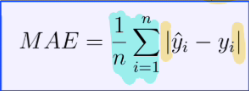 MAE = \frac{1}{n} \sum_{i=1}^{n} |\hat{y}_i - y_i|